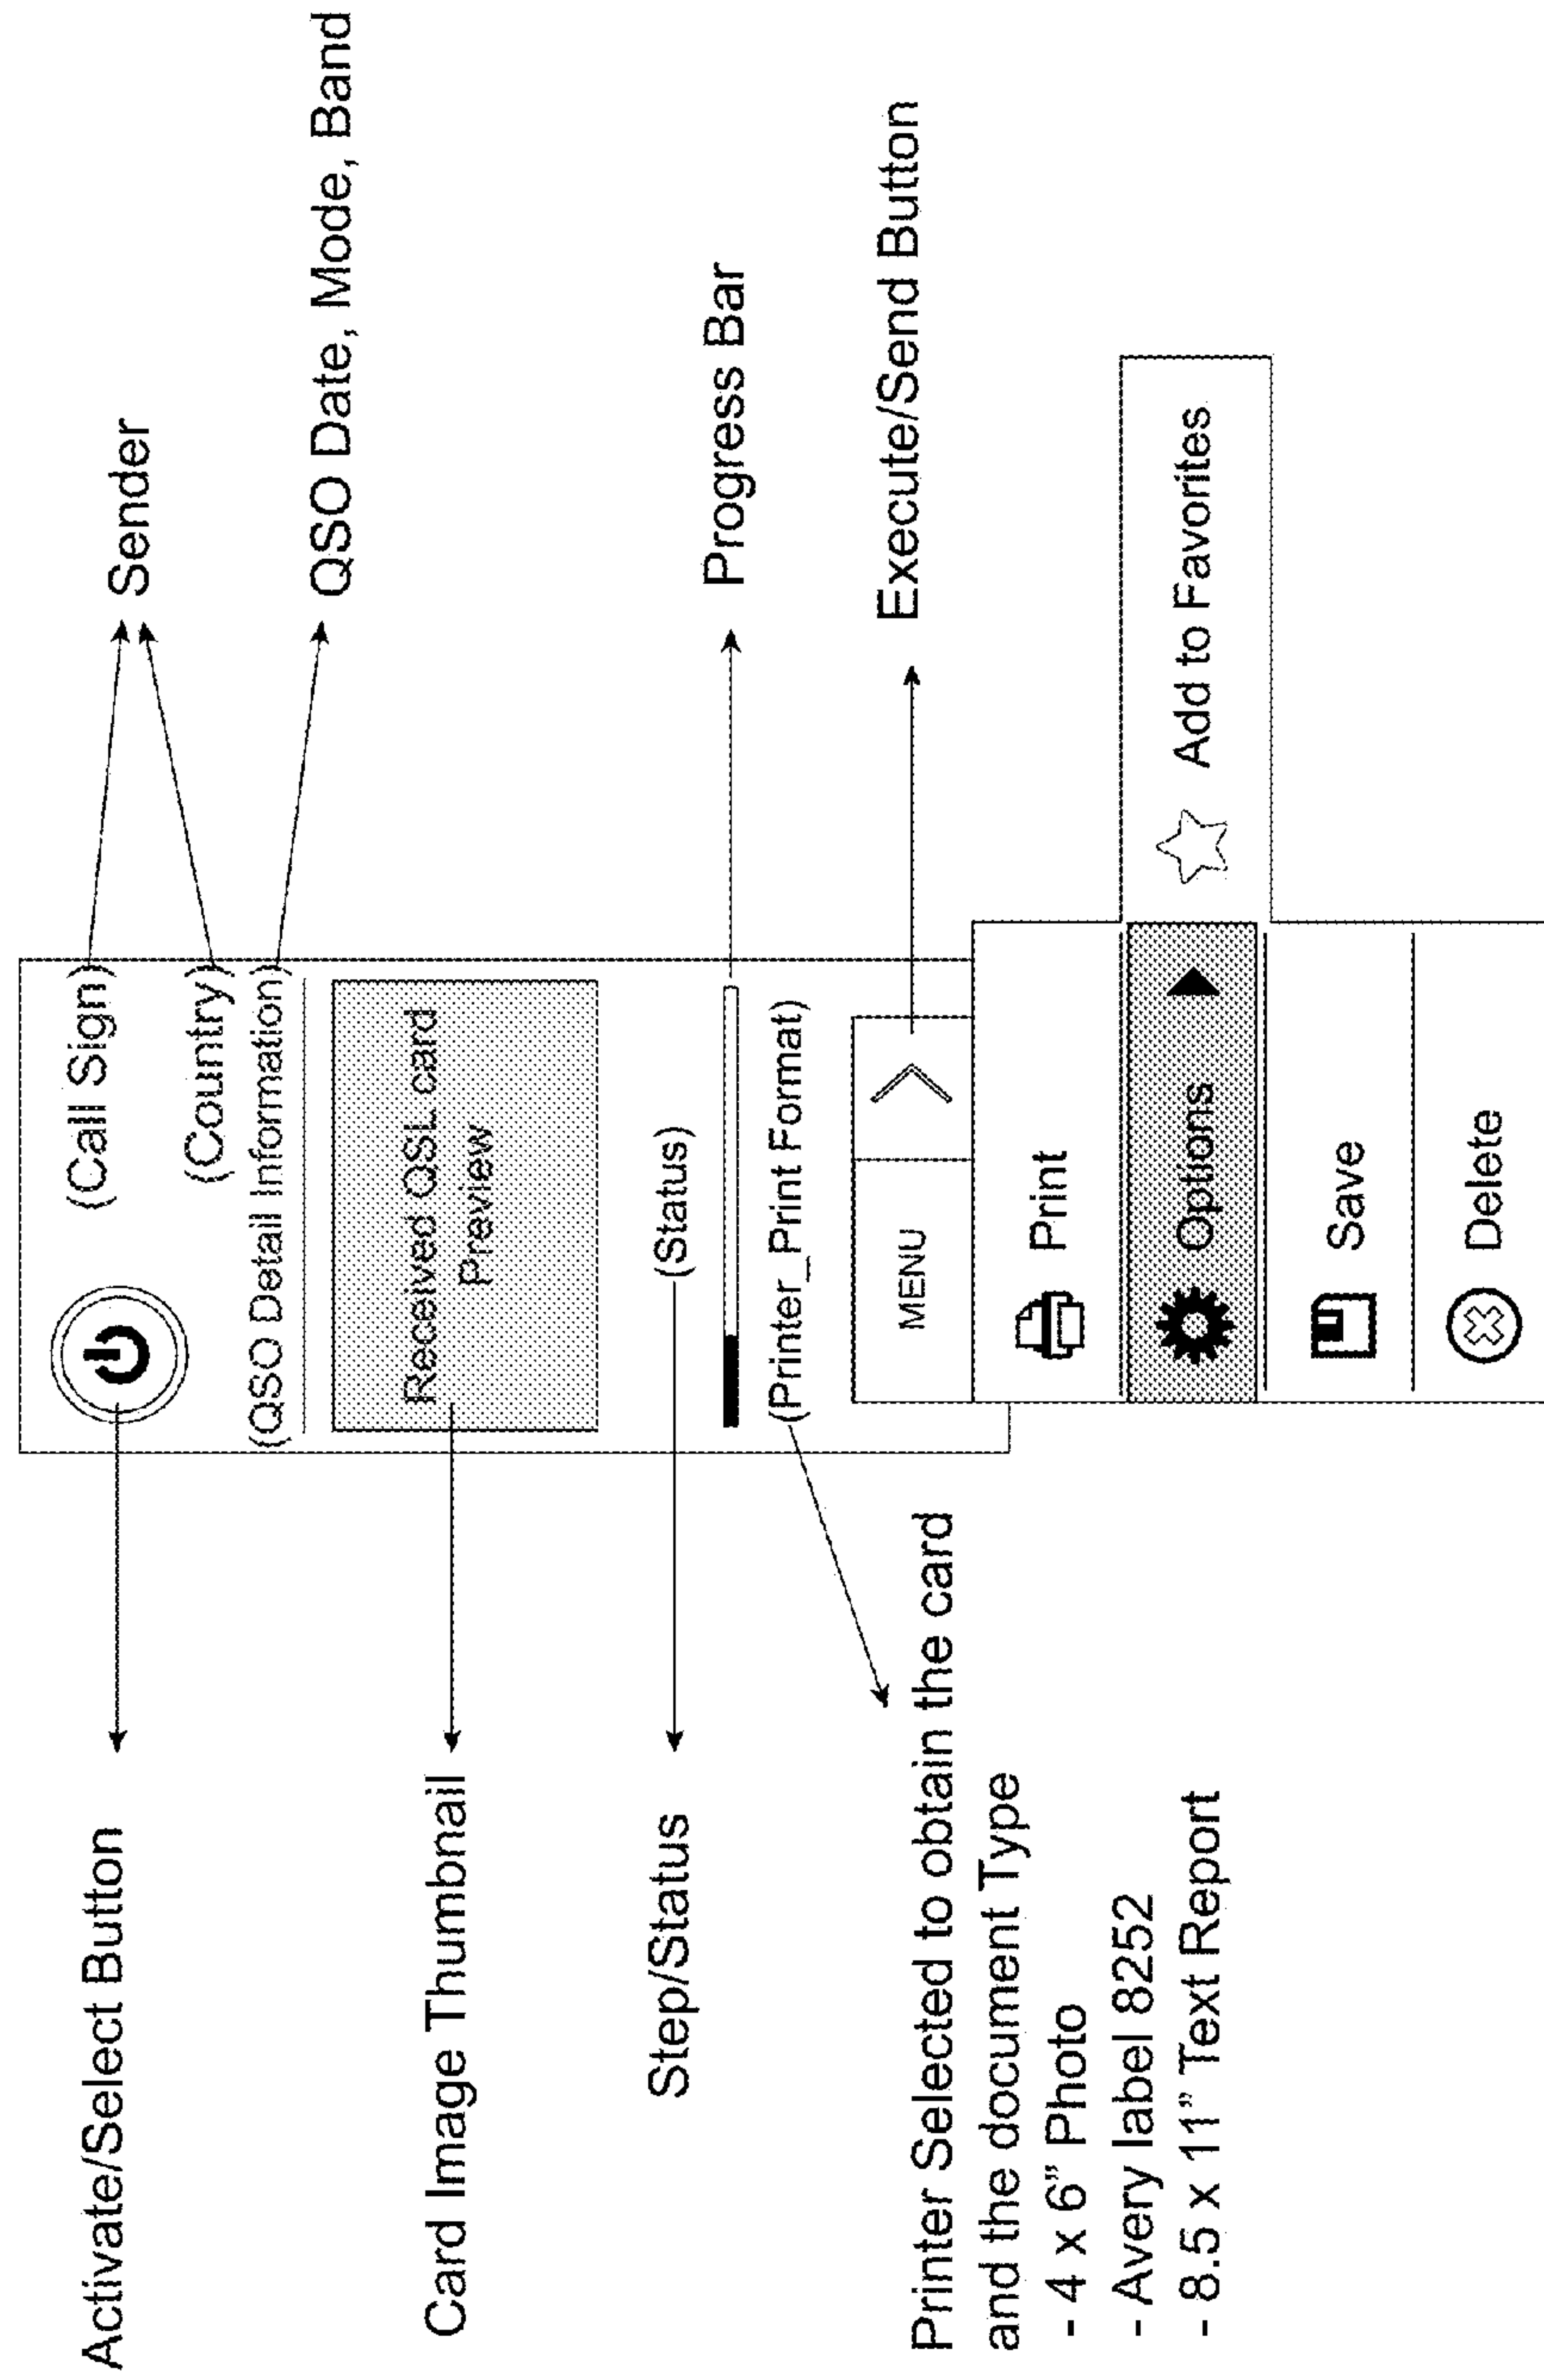 Activate/Select Button
(Call Sign)
Sender
(Country)
(QSO Detail Information)
QSO Date, Mode, Band
Card Image Thumbnail
Received QSL card
Preview
Step/Status
(Status)
Progress Bar
(Printer_Print Format)
Printer Selected to obtain the card
and the document Type
- 4 x 6” Photo
- Avery label 8252
- 8.5 x 11” Text Report
MENU
Execute/Send Button
Print
Options
Add to Favorites
Save
Delete